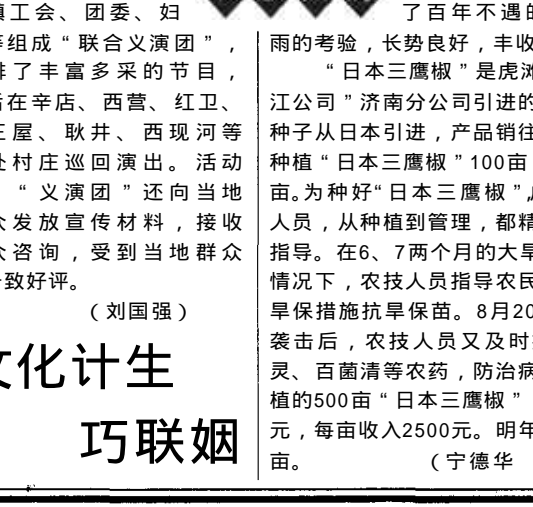 工会、团委、妇
等组成“联合义演团”，
排了丰富多采的节目，
后在辛店、西营、红卫、
王屋、耿井、西现河等
处村庄巡回演出。活动
“义演团”还向当地
众发放宣传材料，接收
众咨询，受到当地群众
一致好评。
（刘国强）
文化计生
巧联姻
了百年不遇的
雨的考验，长势良好，丰收
“日本三鹰椒”是虎滩
江公司”济南分公司引进的
种子从日本引进，产品销往
种植“日本三鹰椒”100亩
亩。为种好“日本三鹰椒”，
人员，从种植到管理，都精
指导。在6、7两个月的大旱
情况下，农技人员指导农民
旱保措施抗旱保苗。8月20
袭击后，农技人员又及时
灵、百菌清等农药，防治病
植的500亩“日本三鹰椒”
元，每亩收入2500元。明年
亩。（宁德华